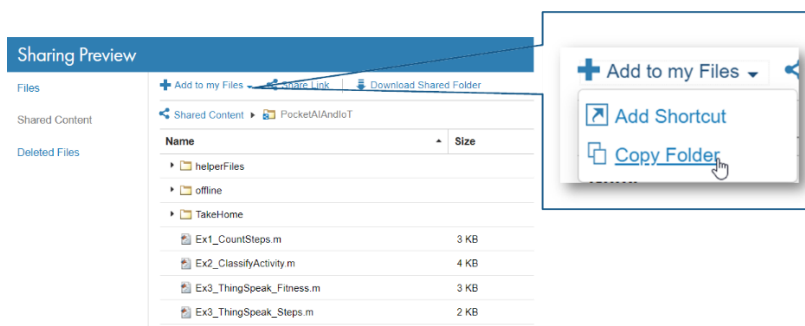 Sharing Preview
Files
Shared Content
Deleted Files
Add to my Files Share Link Download Shared Folder
Shared Content PocketAIAndIoT
Name Size
helperFiles
offline
TakeHome
Ex1_CountSteps.m 3 KB
Ex2_ClassifyActivity.m 4 KB
Ex3_ThingSpeak_Fitness.m 3 KB
Ex3_ThingSpeak_Steps.m 2 KB
Add to my Files
Add Shortcut
Copy Folder